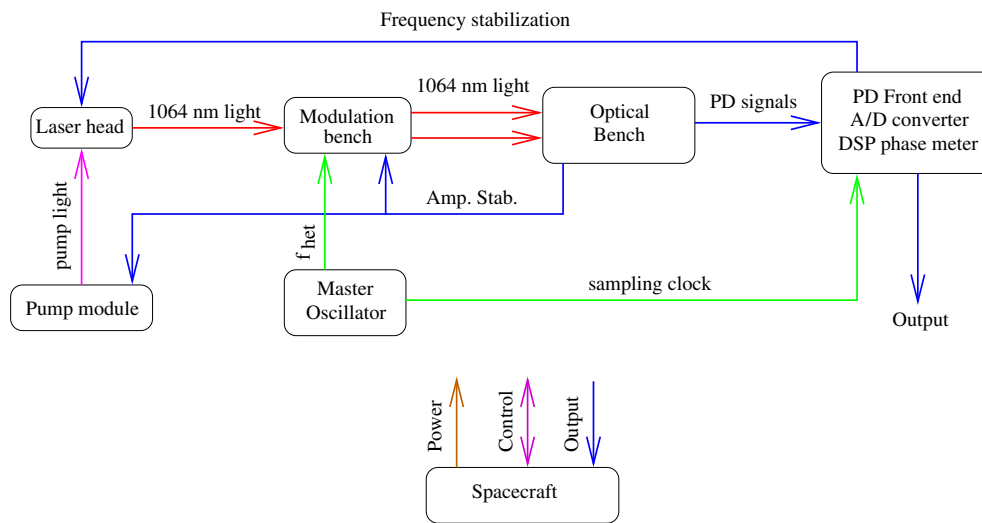 Frequency stabilization
1064 nm light
1064 nm light
PD signals
Laser head
Modulation
bench
Optical
Bench
PD Front end
A/D converter
DSP phase meter
pump light
f het
Amp. Stab.
Pump module
Master
Oscillator
sampling clock
Output
Power
Control
Output
Spacecraft